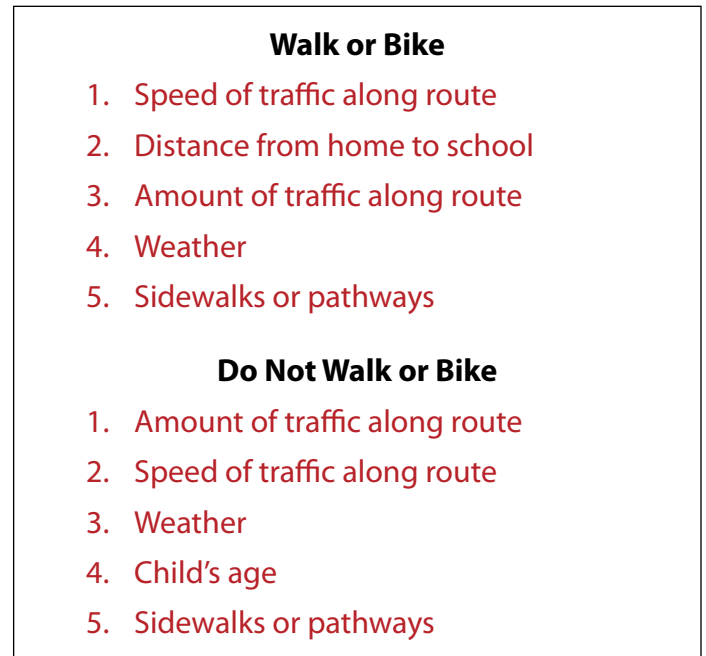 Walk or Bike
1. Speed of traffic along route
2. Distance from home to school
3. Amount of traffic along route
4. Weather
5. Sidewalks or pathways
Do Not Walk or Bike
1. Amount of traffic along route
2. Speed of traffic along route
3. Weather
4. Child’s age
5. Sidewalks or pathways